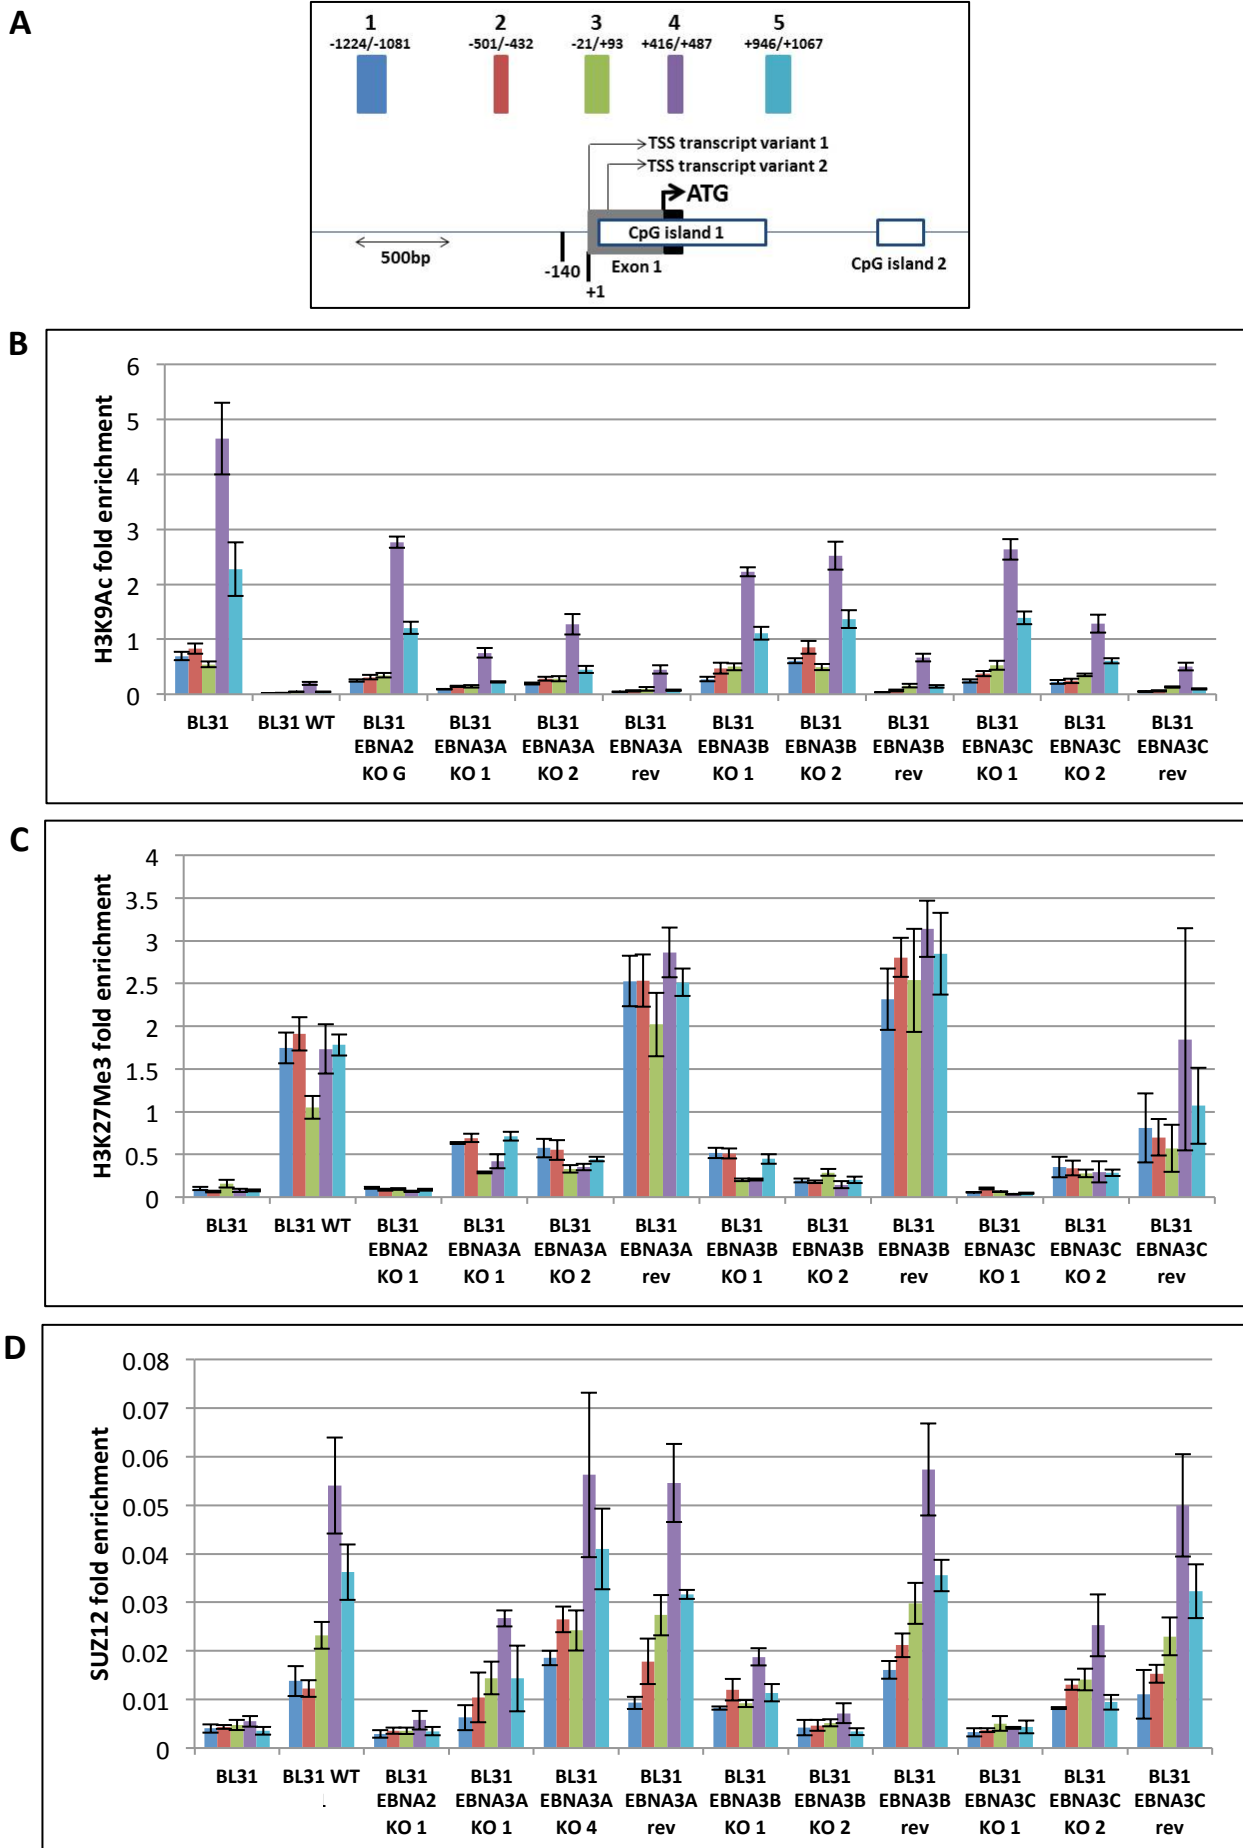 A
1 2 3 4 5
-1224/-1081 -501/-432 -21/+93 +416/+487 +946/+1067
TSS transcript variant 1
TSS transcript variant 2
ATG
CpG island 1
500bp
-140
Exon 1
CpG island 2
+1
B
H3K9Ac fold enrichment
6
5
4
3
2
1
0
BL31 BL31 WT BL31 BL31 BL31 BL31 BL31 BL31 BL31 BL31 BL31 BL31
EBNA2 EBNA3A EBNA3A EBNA3A EBNA3B EBNA3B EBNA3B EBNA3C EBNA3C EBNA3C
KO G KO 1 KO 2 rev KO 1 KO 2 rev KO 1 KO 2 rev
C
H3K27Me3 fold enrichment
4
3.5
3
2.5
2
1.5
1
0.5
0
BL31 BL31 WT BL31 BL31 BL31 BL31 BL31 BL31 BL31 BL31 BL31 BL31
EBNA2 EBNA3A EBNA3A EBNA3A EBNA3B EBNA3B EBNA3B EBNA3C EBNA3C EBNA3C
KO 1 KO 1 KO 2 rev KO 1 KO 2 rev KO 1 KO 2 rev
D
SUZ12 fold enrichment
0.08
0.07
0.06
0.05
0.04
0.03
0.02
0.01
0
BL31 BL31 WT BL31 BL31 BL31 BL31 BL31 BL31 BL31 BL31 BL31 BL31
EBNA2 EBNA3A EBNA3A EBNA3A EBNA3B EBNA3B EBNA3B EBNA3C EBNA3C EBNA3C
KO 1 KO 1 KO 4 rev KO 1 KO 2 rev KO 1 KO 2 rev